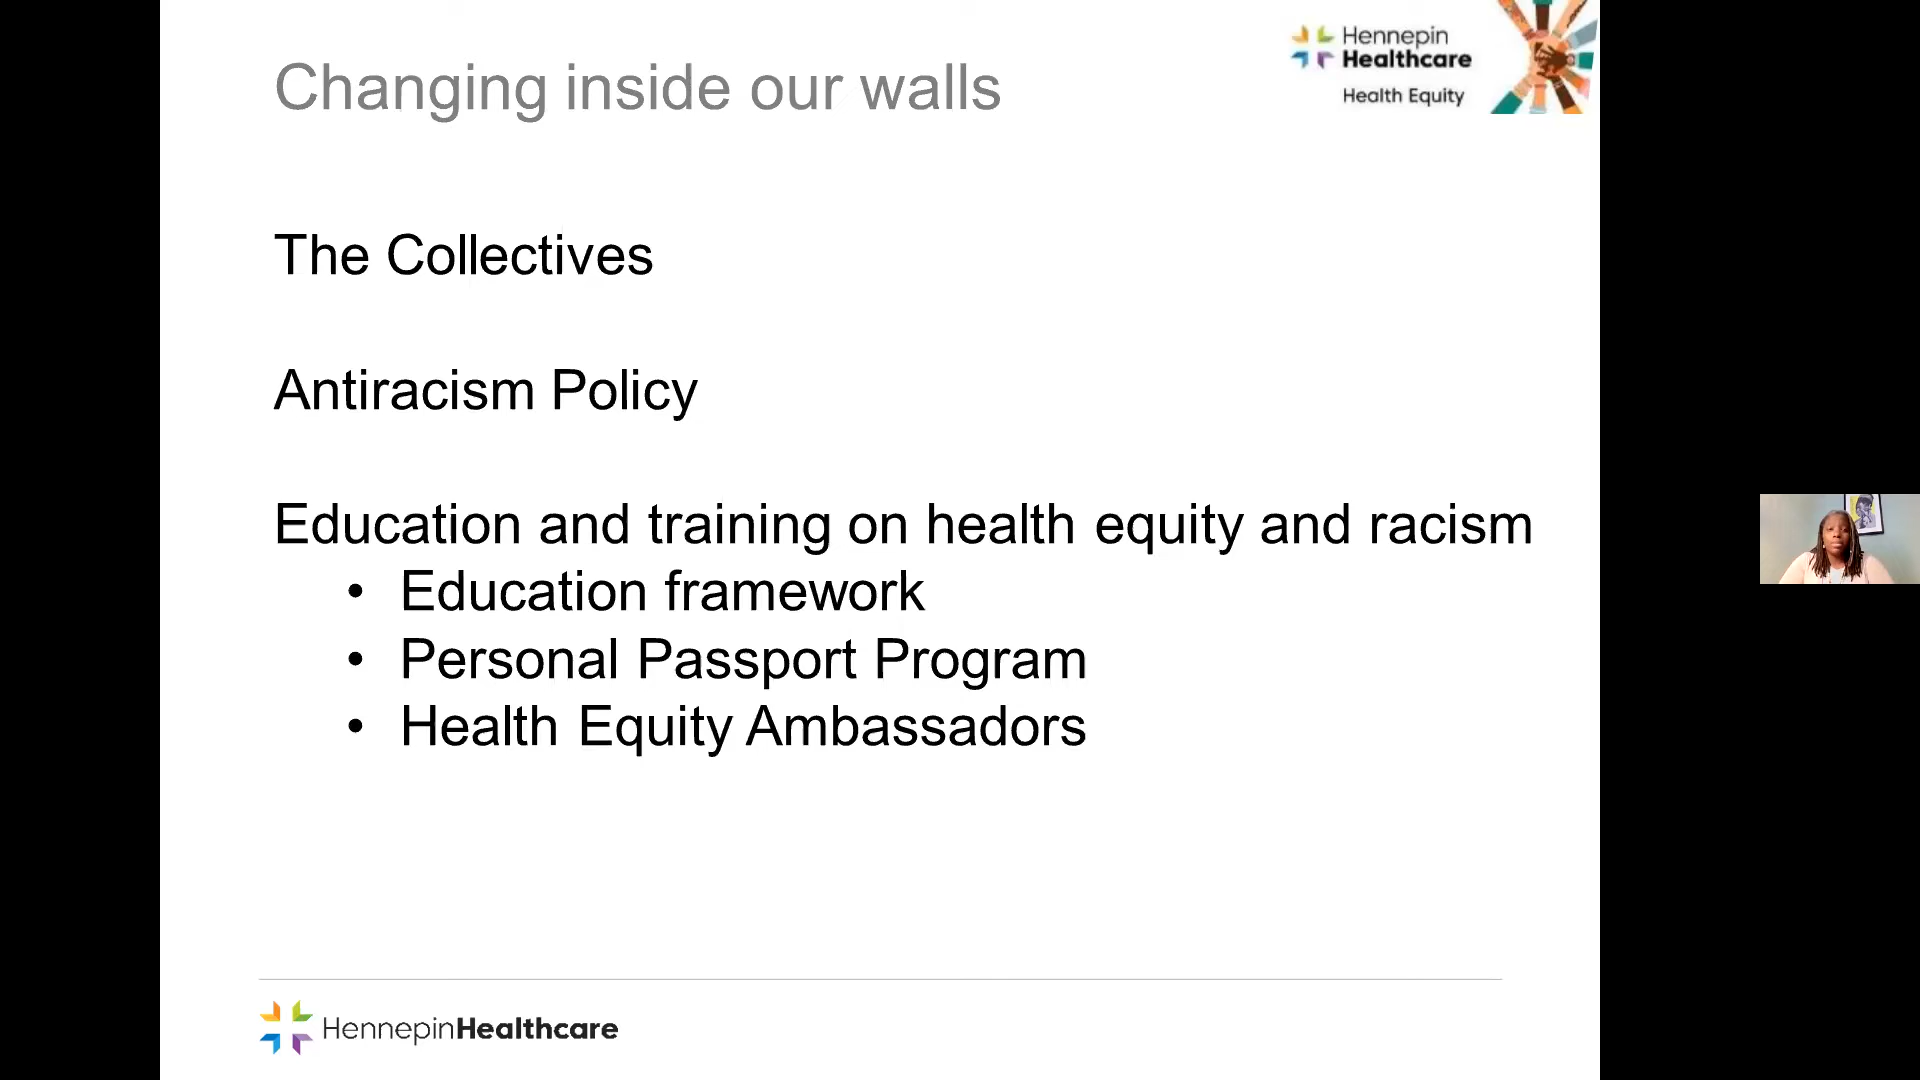 Changing inside our walls
Hennepin
Healthcare
Health Equity
The Collectives
Antiracism Policy
Education and training on health equity and racism
• Education framework
• Personal Passport Program
• Health Equity Ambassadors
HennepinHealthcare